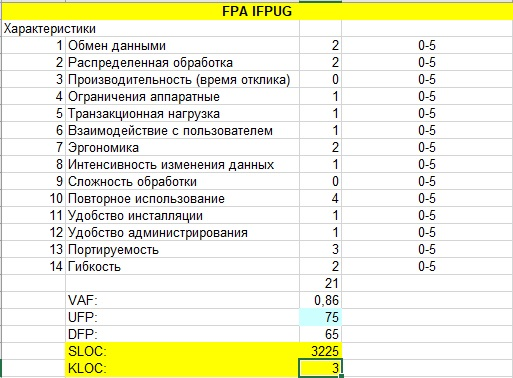 FPA IFPUG
Характеристики
1 Обмен данными 2 0-5
2 Распределенная обработка 2 0-5
3 Производительность (время отклика) 0 0-5
4 Ограничения аппаратные 1 0-5
5 Транзакционная нагрузка 1 0-5
6 Взаимодействие с пользователем 1 0-5
7 Эргономика 2 0-5
8 Интенсивность изменения данных 1 0-5
9 Сложность обработки 0 0-5
10 Повторное использование 4 0-5
11 Удобство инсталляции 1 0-5
12 Удобство администрирования 1 0-5
13 Портируемость 3 0-5
14 Гибкость 2 0-5
21
VAF: 0,86
UFP: 75
DFP: 65
SLOC: 3225
KLOC: 3